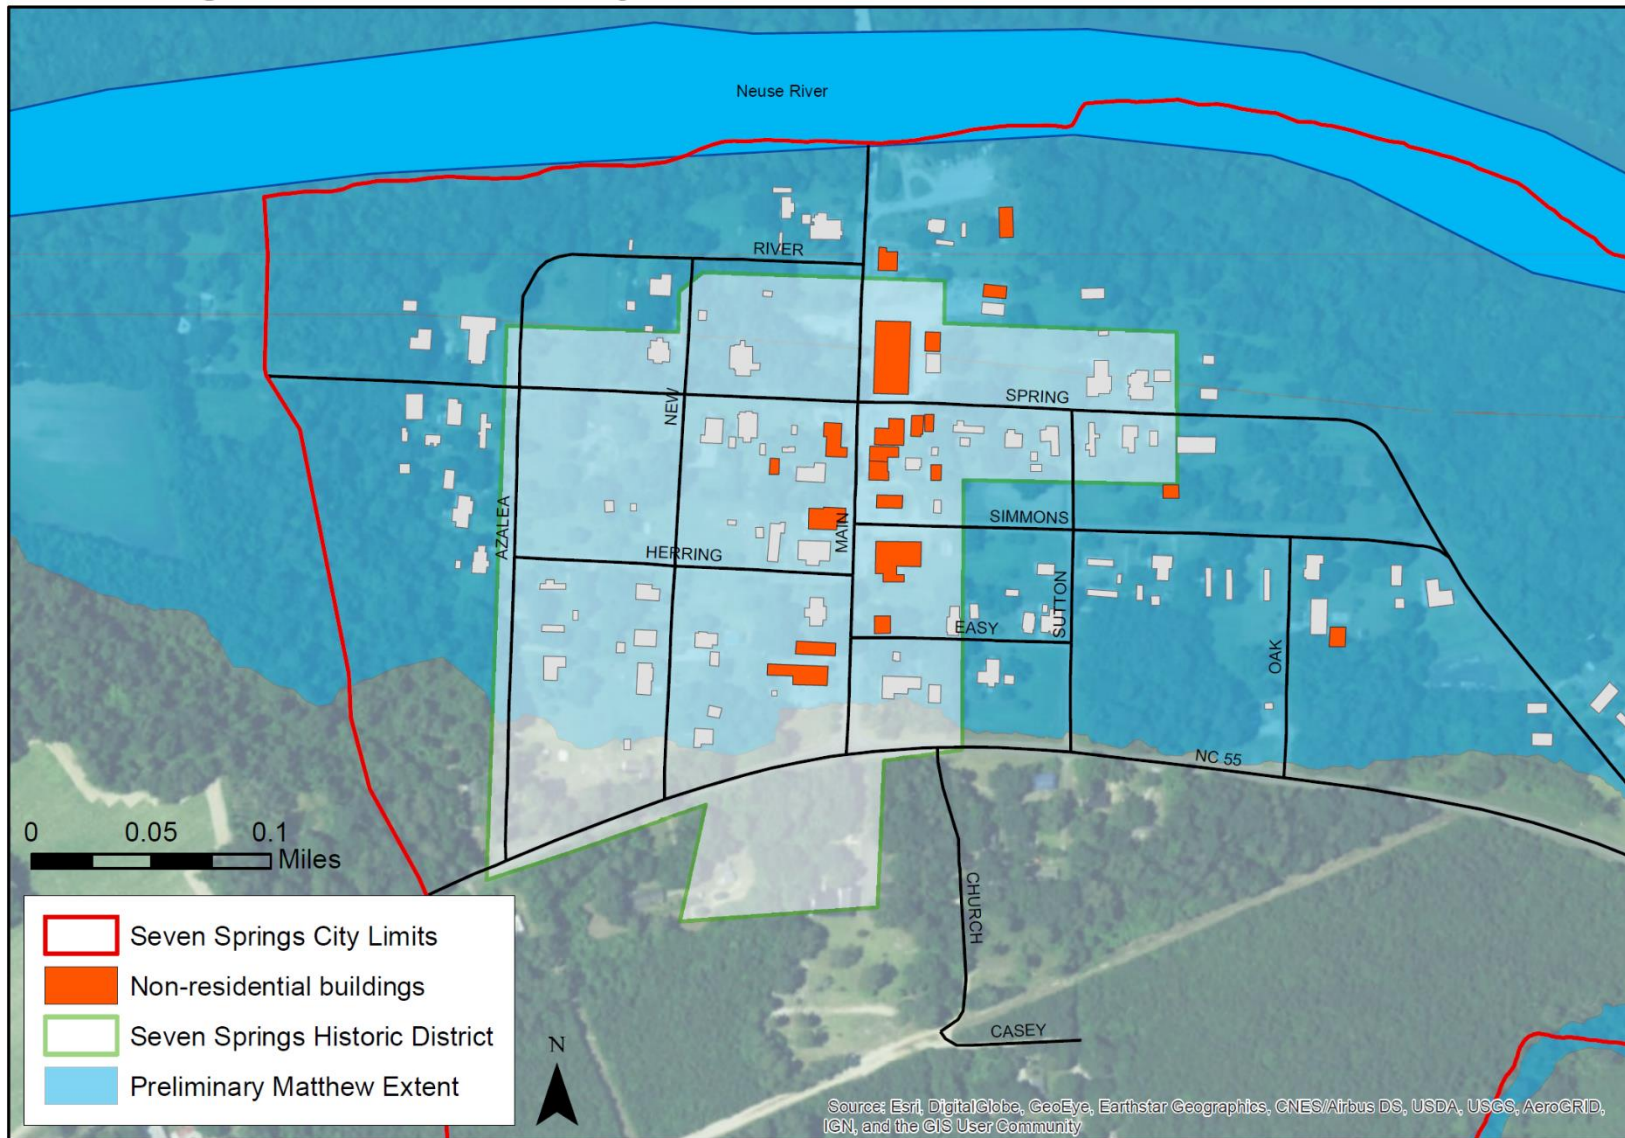 Neuse River
RIVER
SPRING
NEW
AZALEA
MAIN
SIMMONS
HERRING
SUTTON
EASY
OAK
NC 55
0 0.05 0.1
Miles
CHURCH
CASEY
N
Seven Springs City Limits
Non-residential buildings
Seven Springs Historic District
Preliminary Matthew Extent
Source: Esri, DigitalGlobe, GeoEye, Earthstar Geographics, CNES/Airbus DS, USDA, USGS, AeroGRID,
IGN, and the GIS User Community